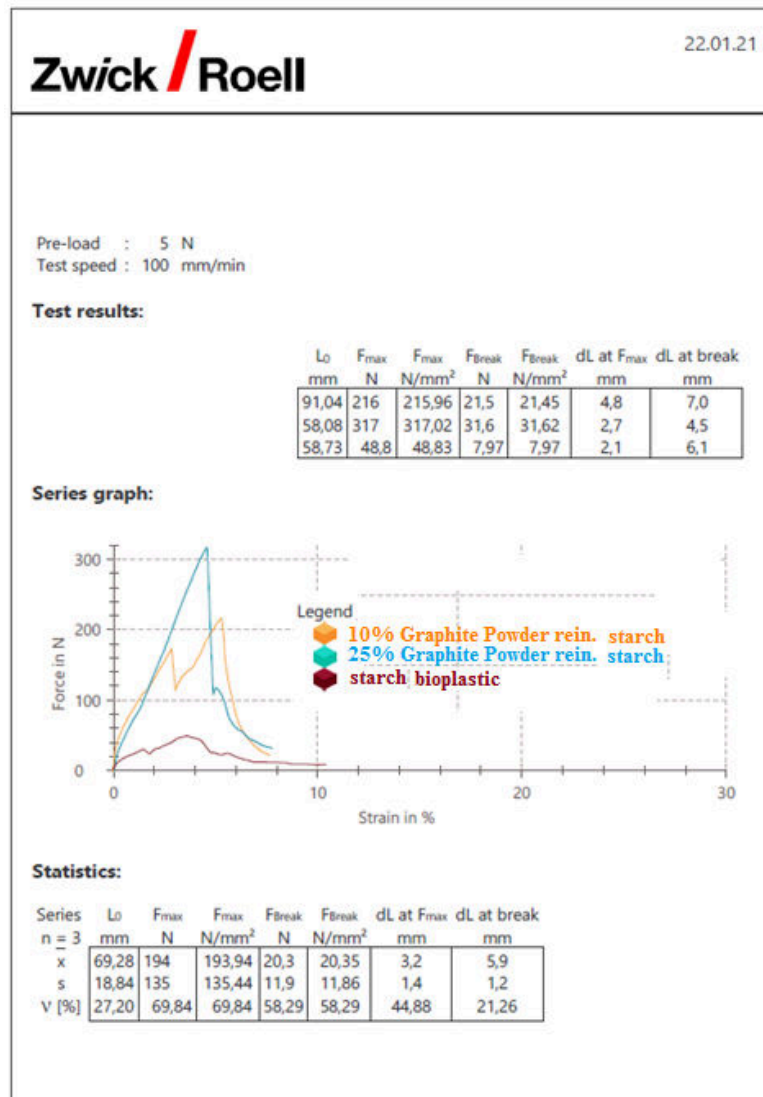 22.01.21
Zwick / Roell
Pre-load : 5 N
Test speed : 100 mm/min
Test results:
L0 Fmax Fmax FBreak FBreak dL at Fmax dL at break
mm N N/mm² N N/mm² mm mm
91,04 216 215,96 21,5 21,45 4,8 7,0
58,08 317 317,02 31,6 31,62 2,7 4,5
58,73 48,8 48,83 7,97 7,97 2,1 6,1
Series graph:
300
200
100
0
Force in N
Legend
10% Graphite Powder rein. starch
25% Graphite Powder rein. starch
starch bioplastic
0 10 20 30
Strain in %
Statistics:
Series L0 Fmax Fmax FBreak FBreak dL at Fmax dL at break
n = 3 mm N N/mm² N N/mm² mm mm
x 69,28 194 193,94 20,3 20,35 3,2 5,9
s 18,84 135 135,44 11,9 11,86 1,4 1,2
ν [%] 27,20 69,84 69,84 58,29 58,29 44,88 21,26